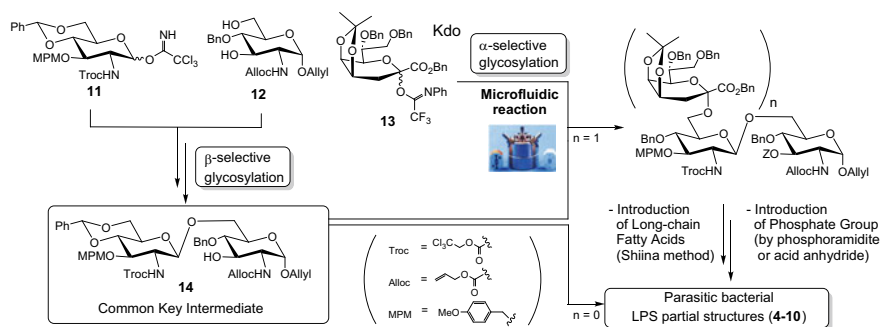 Ph
O
O
MPMO
TrocHN
O
O
NH
CCl3
11
HO
BnO
HO
AllocHN
O
OAllyl
12
O
O
OBn
OBn
O
CO2Bn
O
NPh
CF3
13
Kdo
α-selective
glycosylation
Microfluidic
reaction
n = 1
O
O
OBn
OBn
O
CO2Bn
n
O
BnO
MPMO
TrocHN
O
O
BnO
ZO
AllocHN
O
OAllyl
β-selective
glycosylation
Ph
O
O
MPMO
TrocHN
O
O
BnO
HO
AllocHN
O
OAllyl
14
Common Key Intermediate
Troc =
Cl3C
O
O
Alloc =
O
O
MPM =
MeO
n = 0
- Introduction
of Long-chain
Fatty Acids
(Shiina method)
- Introduction
of Phosphate Group
(by phosphoramidite
or acid anhydride)
Parasitic bacterial
LPS partial structures (4-10)